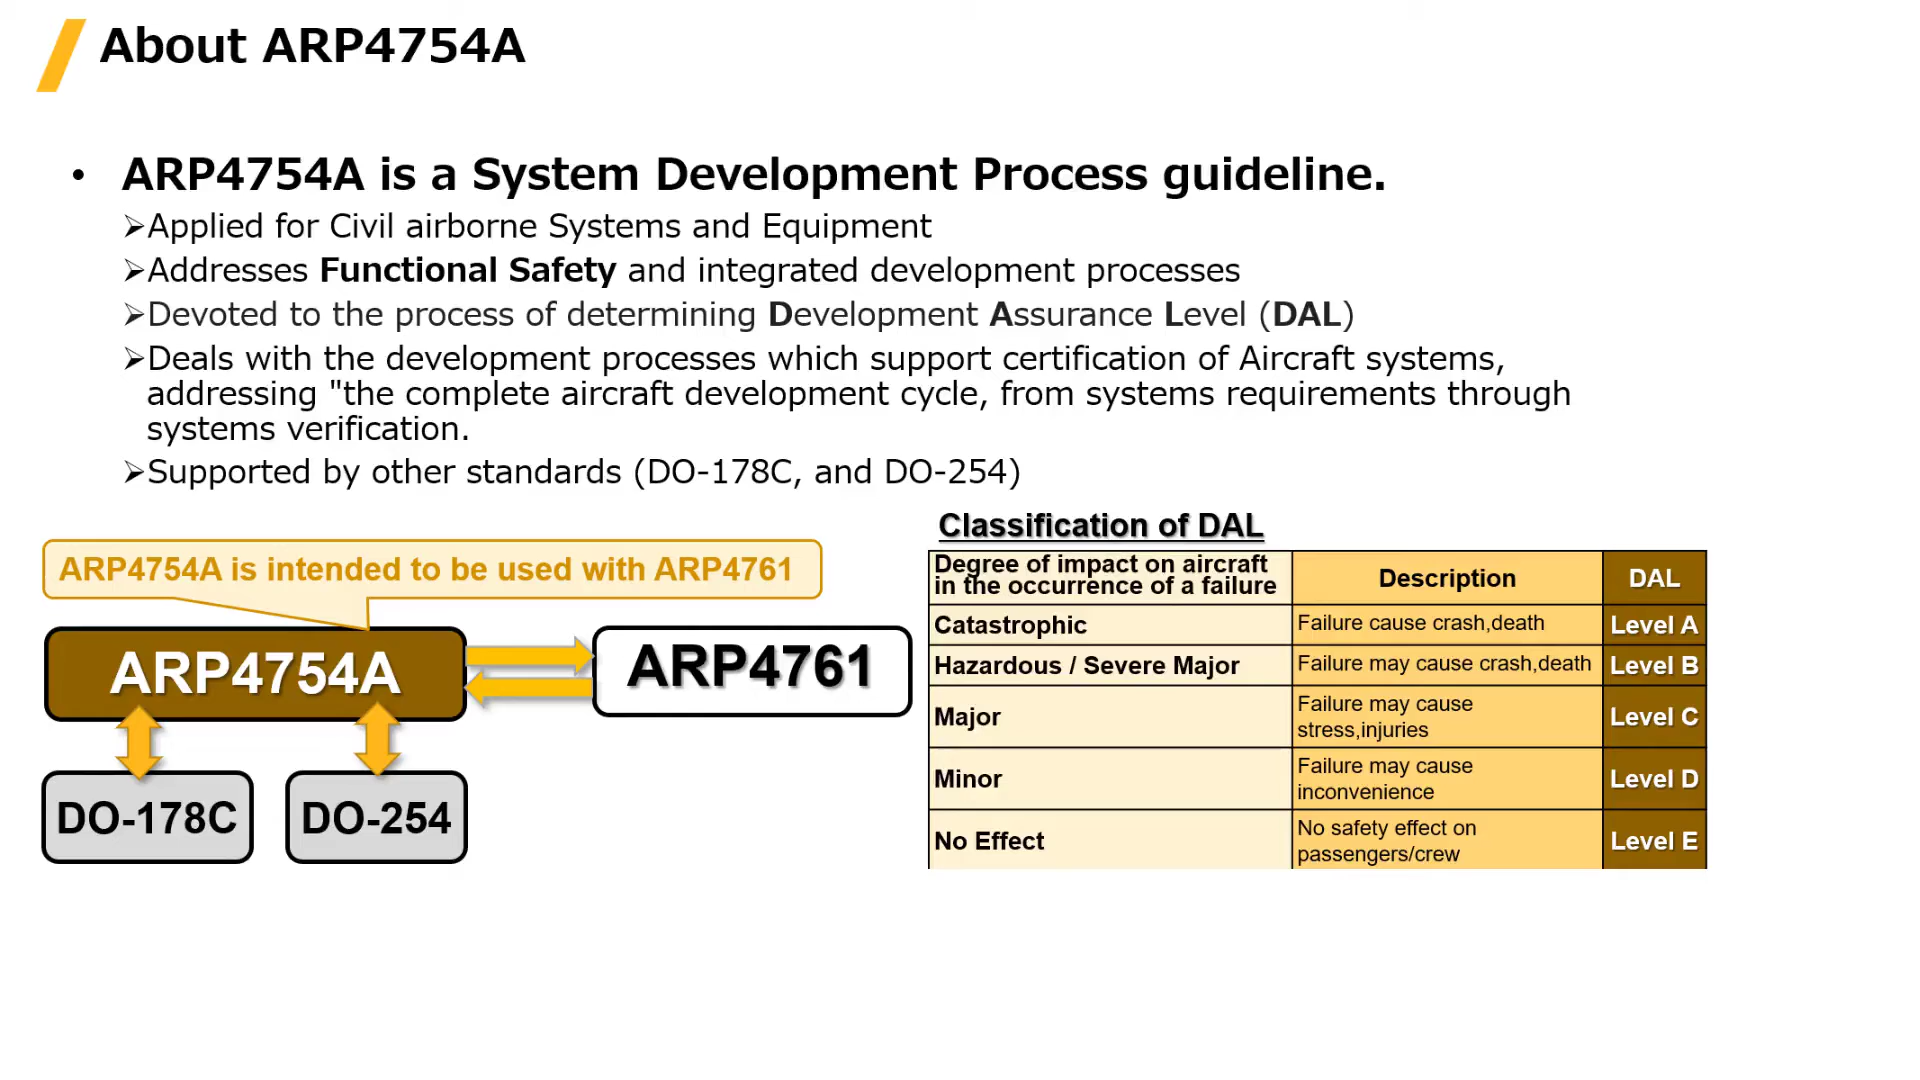 About ARP4754A
• ARP4754A is a System Development Process guideline.
➢Applied for Civil airborne Systems and Equipment
➢Addresses Functional Safety and integrated development processes
➢Devoted to the process of determining Development Assurance Level (DAL)
➢Deals with the development processes which support certification of Aircraft systems,
addressing "the complete aircraft development cycle, from systems requirements through
systems verification.
➢Supported by other standards (DO-178C, and DO-254)
ARP4754A is intended to be used with ARP4761
ARP4754A
ARP4761
DO-178C
DO-254
Classification of DAL
Degree of impact on aircraft
in the occurrence of a failure
Description
DAL
Catastrophic
Failure cause crash,death
Level A
Hazardous / Severe Major
Failure may cause crash,death
Level B
Major
Failure may cause
stress,injuries
Level C
Minor
Failure may cause
inconvenience
Level D
No Effect
No safety effect on
passengers/crew
Level E